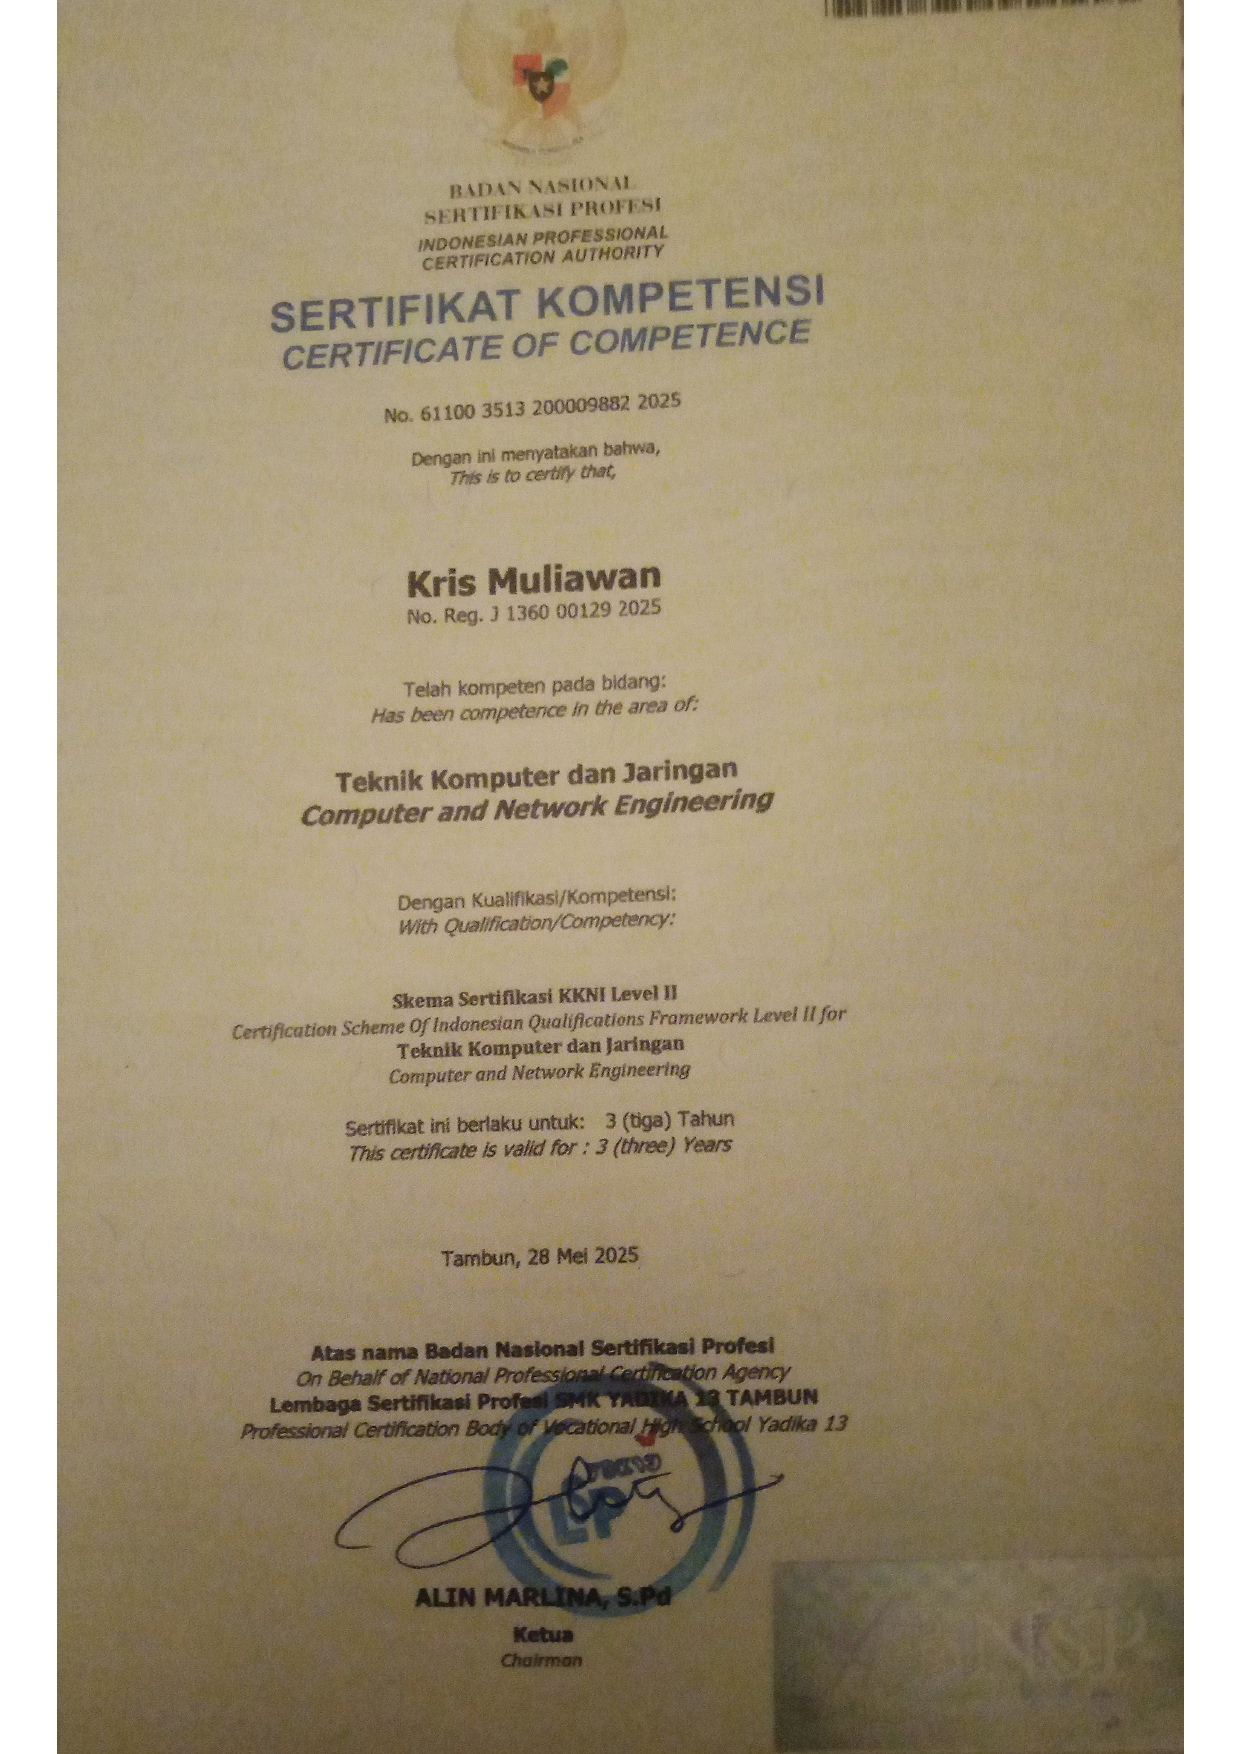 BADAN NASIONAL
SERTIFIKASI PROFESI
INDONESIAN PROFESSIONAL
CERTIFICATION AUTHORITY
SERTIFIKAT KOMPETENSI
CERTIFICATE OF COMPETENCE
No. 61100 3513 200009882 2025
Dengan ini menyatakan bahwa,
This is to certify that,
Kris Muliawan
No. Reg. J 1360 00129 2025
Telah kompeten pada bidang:
Has been competence in the area of:
Teknik Komputer dan Jaringan
Computer and Network Engineering
Dengan Kualifikasi/Kompetensi:
With Qualification/Competency:
Skema Sertifikasi KKNI Level II
Certification Scheme Of Indonesian Qualifications Framework Level II for
Teknik Komputer dan Jaringan
Computer and Network Engineering
Sertifikat ini berlaku untuk: 3 (tiga) Tahun
This certificate is valid for : 3 (three) Years
Tambun, 28 Mei 2025
Atas nama Badan Nasional Sertifikasi Profesi
On Behalf of National Professional Certification Agency
Lembaga Sertifikasi Profesi SMK YADIKA 13 TAMBUN
Professional Certification Body of Vocational High School Yadika 13
ALIN MARLINA, S.Pd
Ketua
Chairman